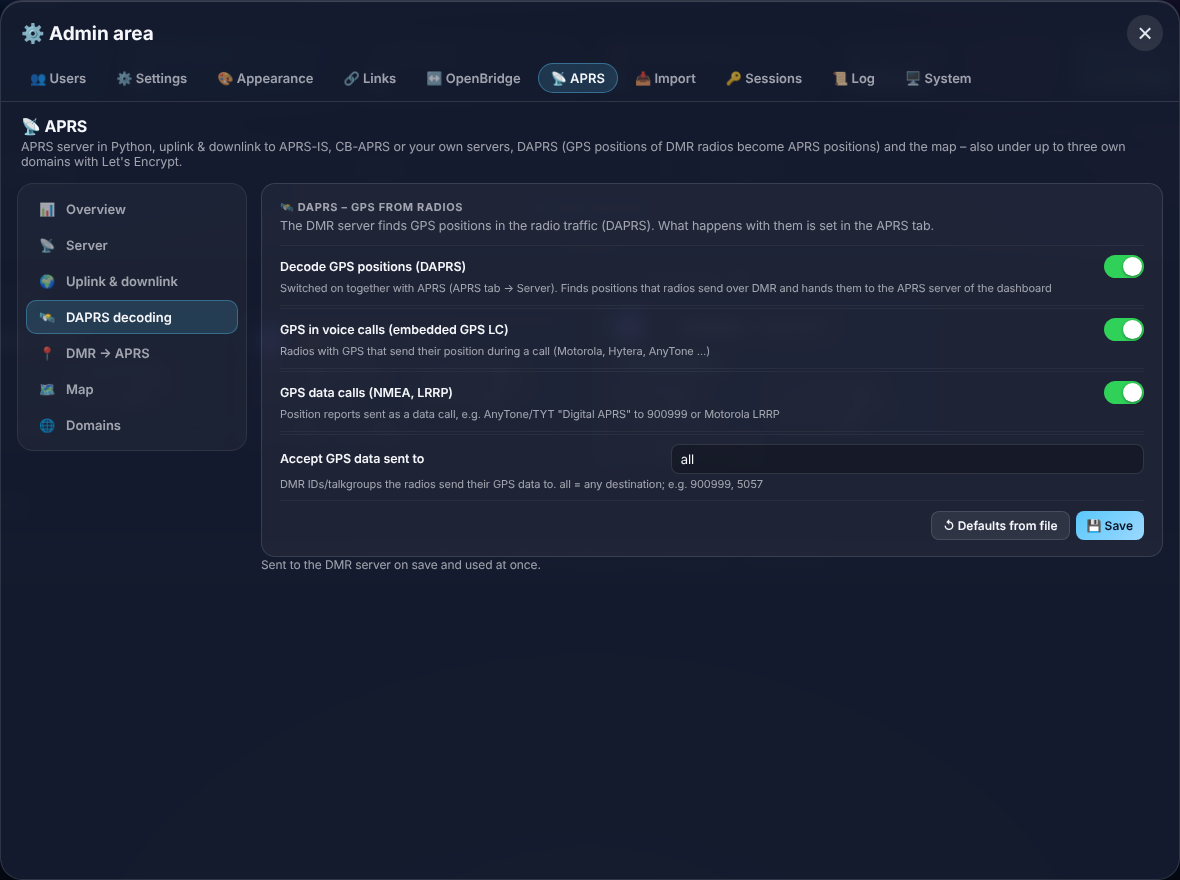 ⚙️ Admin area
✕
👥 Users ⚙️ Settings 🎨 Appearance 🔗 Links ↔️ OpenBridge 📡 APRS 📥 Import 🔑 Sessions 📜 Log 🖥️ System
📡 APRS
APRS server in Python, uplink & downlink to APRS-IS, CB-APRS or your own servers, DAPRS (GPS positions of DMR radios become APRS positions) and the map – also under up to three own
domains with Let's Encrypt.
📊 Overview
📡 Server
🌍 Uplink & downlink
🛰️ DAPRS decoding
📍 DMR → APRS
🗺️ Map
🌐 Domains
🛰️ DAPRS – GPS FROM RADIOS
The DMR server finds GPS positions in the radio traffic (DAPRS). What happens with them is set in the APRS tab.
Decode GPS positions (DAPRS)
Switched on together with APRS (APRS tab → Server). Finds positions that radios send over DMR and hands them to the APRS server of the dashboard
GPS in voice calls (embedded GPS LC)
Radios with GPS that send their position during a call (Motorola, Hytera, AnyTone ...)
GPS data calls (NMEA, LRRP)
Position reports sent as a data call, e.g. AnyTone/TYT "Digital APRS" to 900999 or Motorola LRRP
Accept GPS data sent to all
DMR IDs/talkgroups the radios send their GPS data to. all = any destination; e.g. 900999, 5057
↺ Defaults from file 💾 Save
Sent to the DMR server on save and used at once.